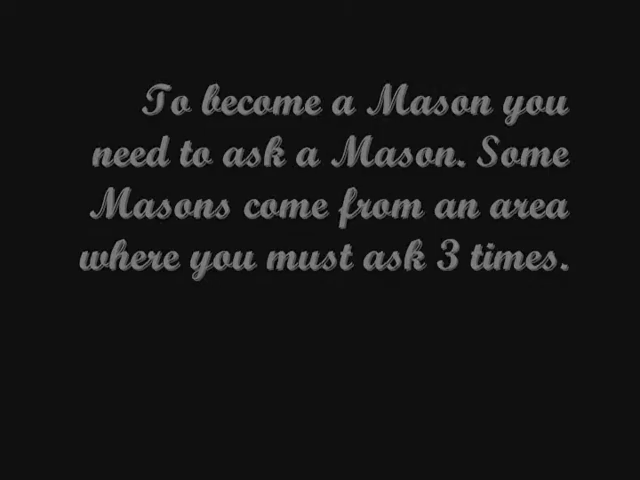 To become a Mason you
need to ask a Mason. Some
Masons come from an area
where you must ask 3 times.